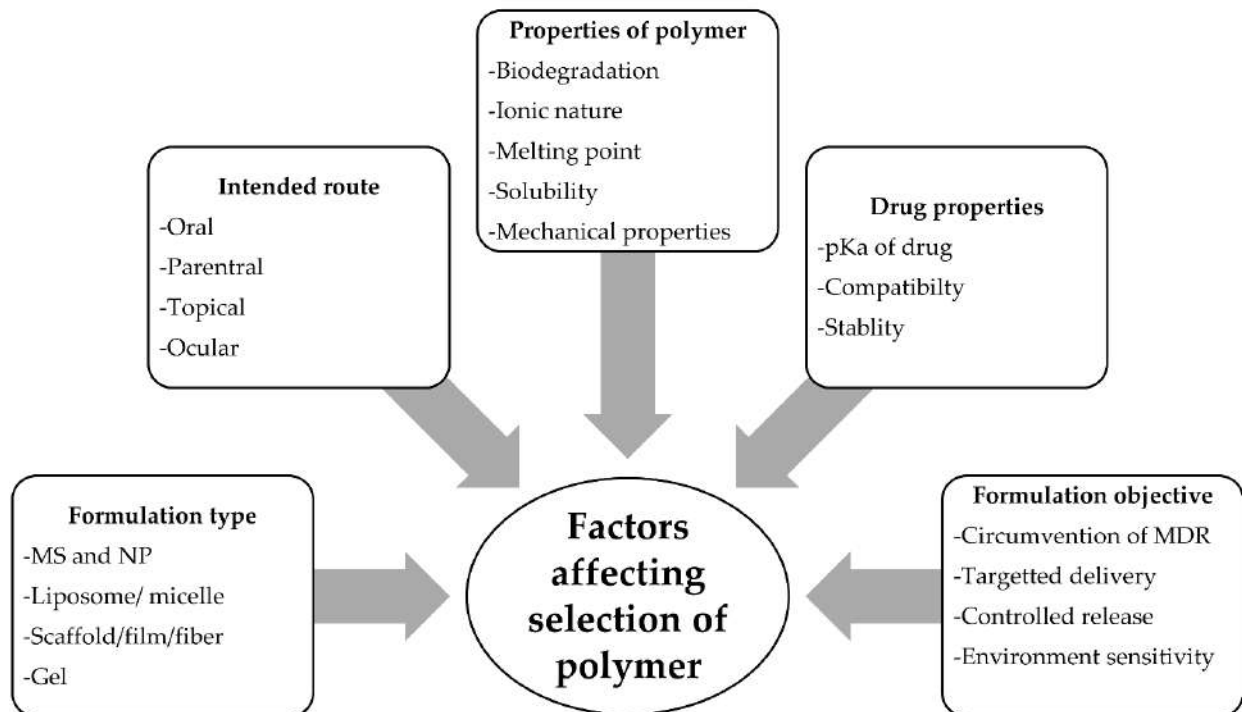 Properties of polymer
-Biodegradation
-Ionic nature
-Melting point
-Solubility
-Mechanical properties
Intended route
-Oral
-Parentral
-Topical
-Ocular
Drug properties
-pKa of drug
-Compatibilty
-Stablity
Formulation type
-MS and NP
-Liposome/ micelle
-Scaffold/film/fiber
-Gel
Factors
affecting
selection of
polymer
Formulation objective
-Circumvention of MDR
-Targetted delivery
-Controlled release
-Environment sensitivity